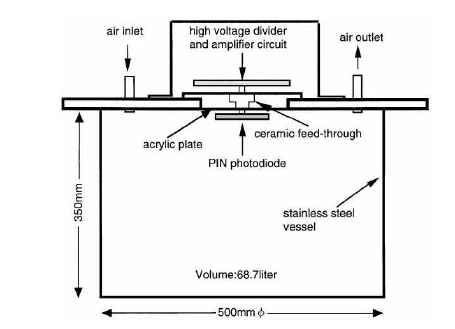 air inlet
high voltage divider
and amplifier circuit
air outlet
acrylic plate
ceramic feed-through
PIN photodiode
350mm
stainless steel
vessel
Volume:68.7liter
500mm ϕ